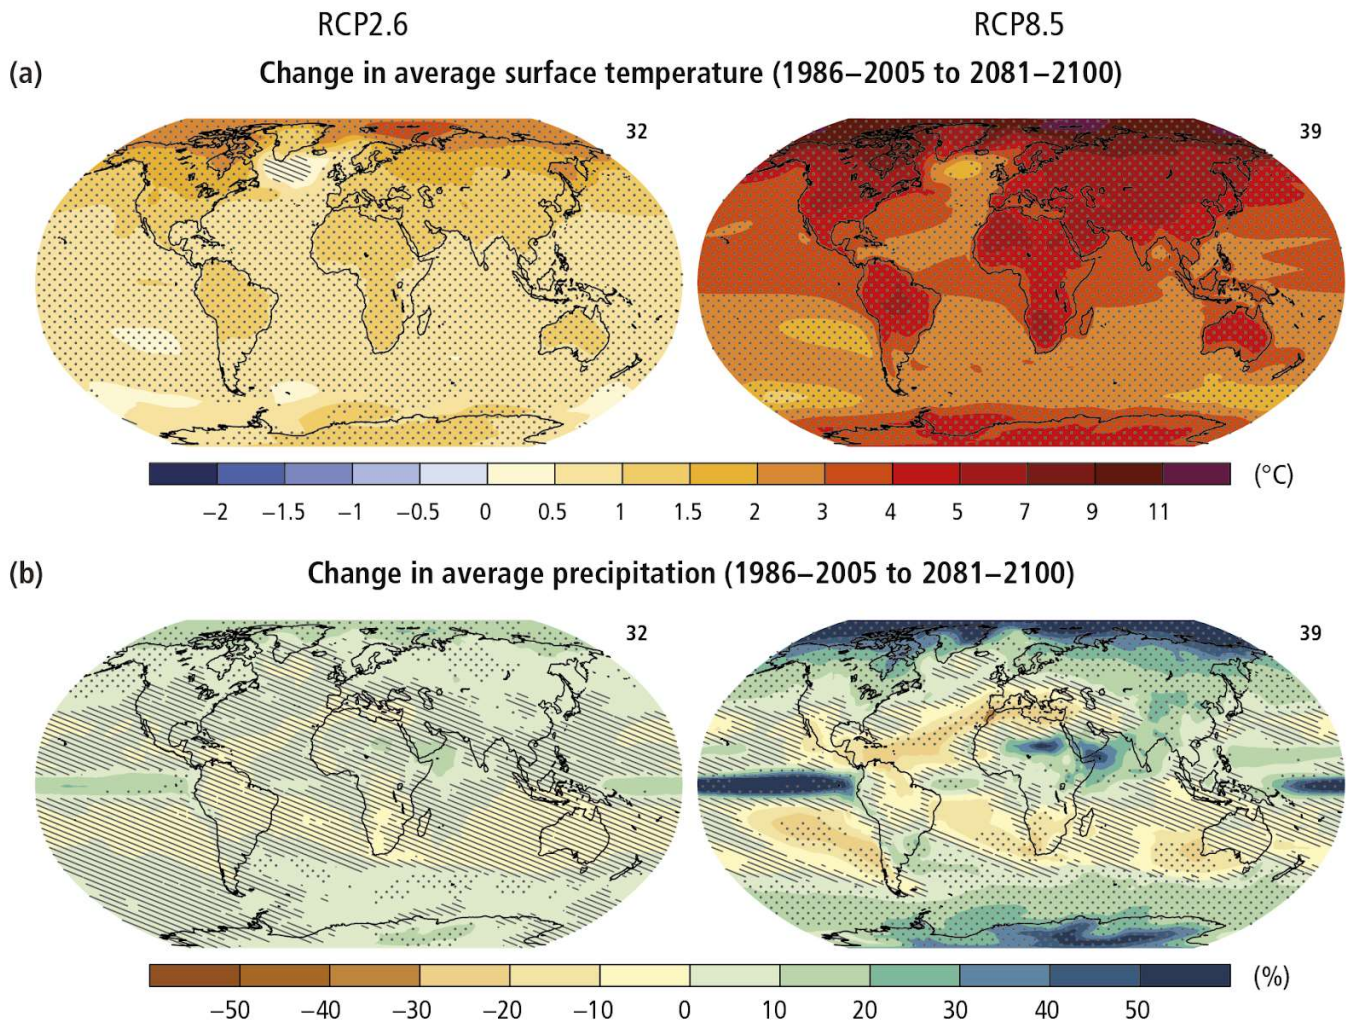 RCP2.6 RCP8.5
(a) Change in average surface temperature (1986–2005 to 2081–2100)
32 39
(°C)
−2 −1.5 −1 −0.5 0 0.5 1 1.5 2 3 4 5 7 9 11
(b) Change in average precipitation (1986–2005 to 2081–2100)
32 39
(%)
−50 −40 −30 −20 −10 0 10 20 30 40 50